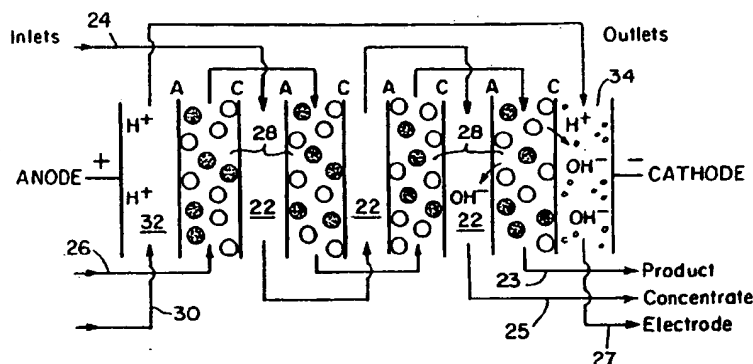 24
Inlets
Outlets
34
A C A C A C A C
H+
28
28
H+
OH−
ANODE +
− CATHODE
H+
32
22
22
OH−
22
OH−
26
23
Product
Concentrate
30
25
Electrode
27